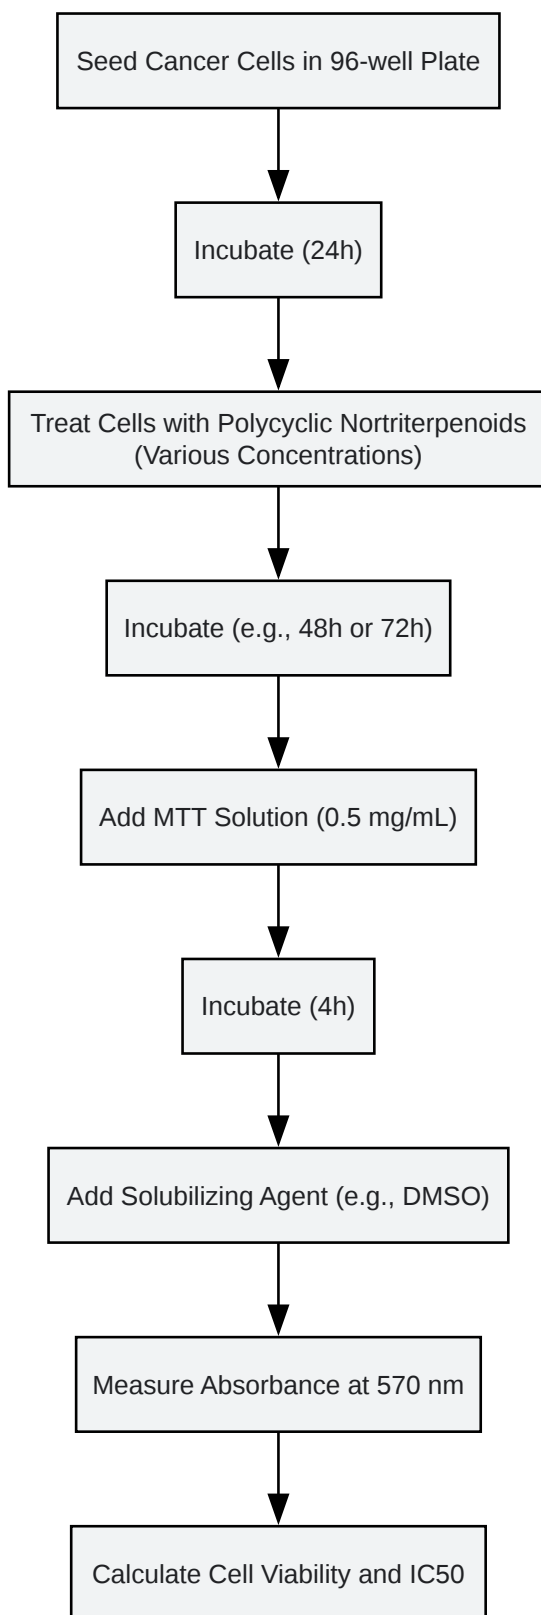 Seed Cancer Cells in 96-well Plate
Incubate (24h)
Treat Cells with Polycyclic Nortriterpenoids
(Various Concentrations)
Incubate (e.g., 48h or 72h)
Add MTT Solution (0.5 mg/mL)
Incubate (4h)
Add Solubilizing Agent (e.g., DMSO)
Measure Absorbance at 570 nm
Calculate Cell Viability and IC50